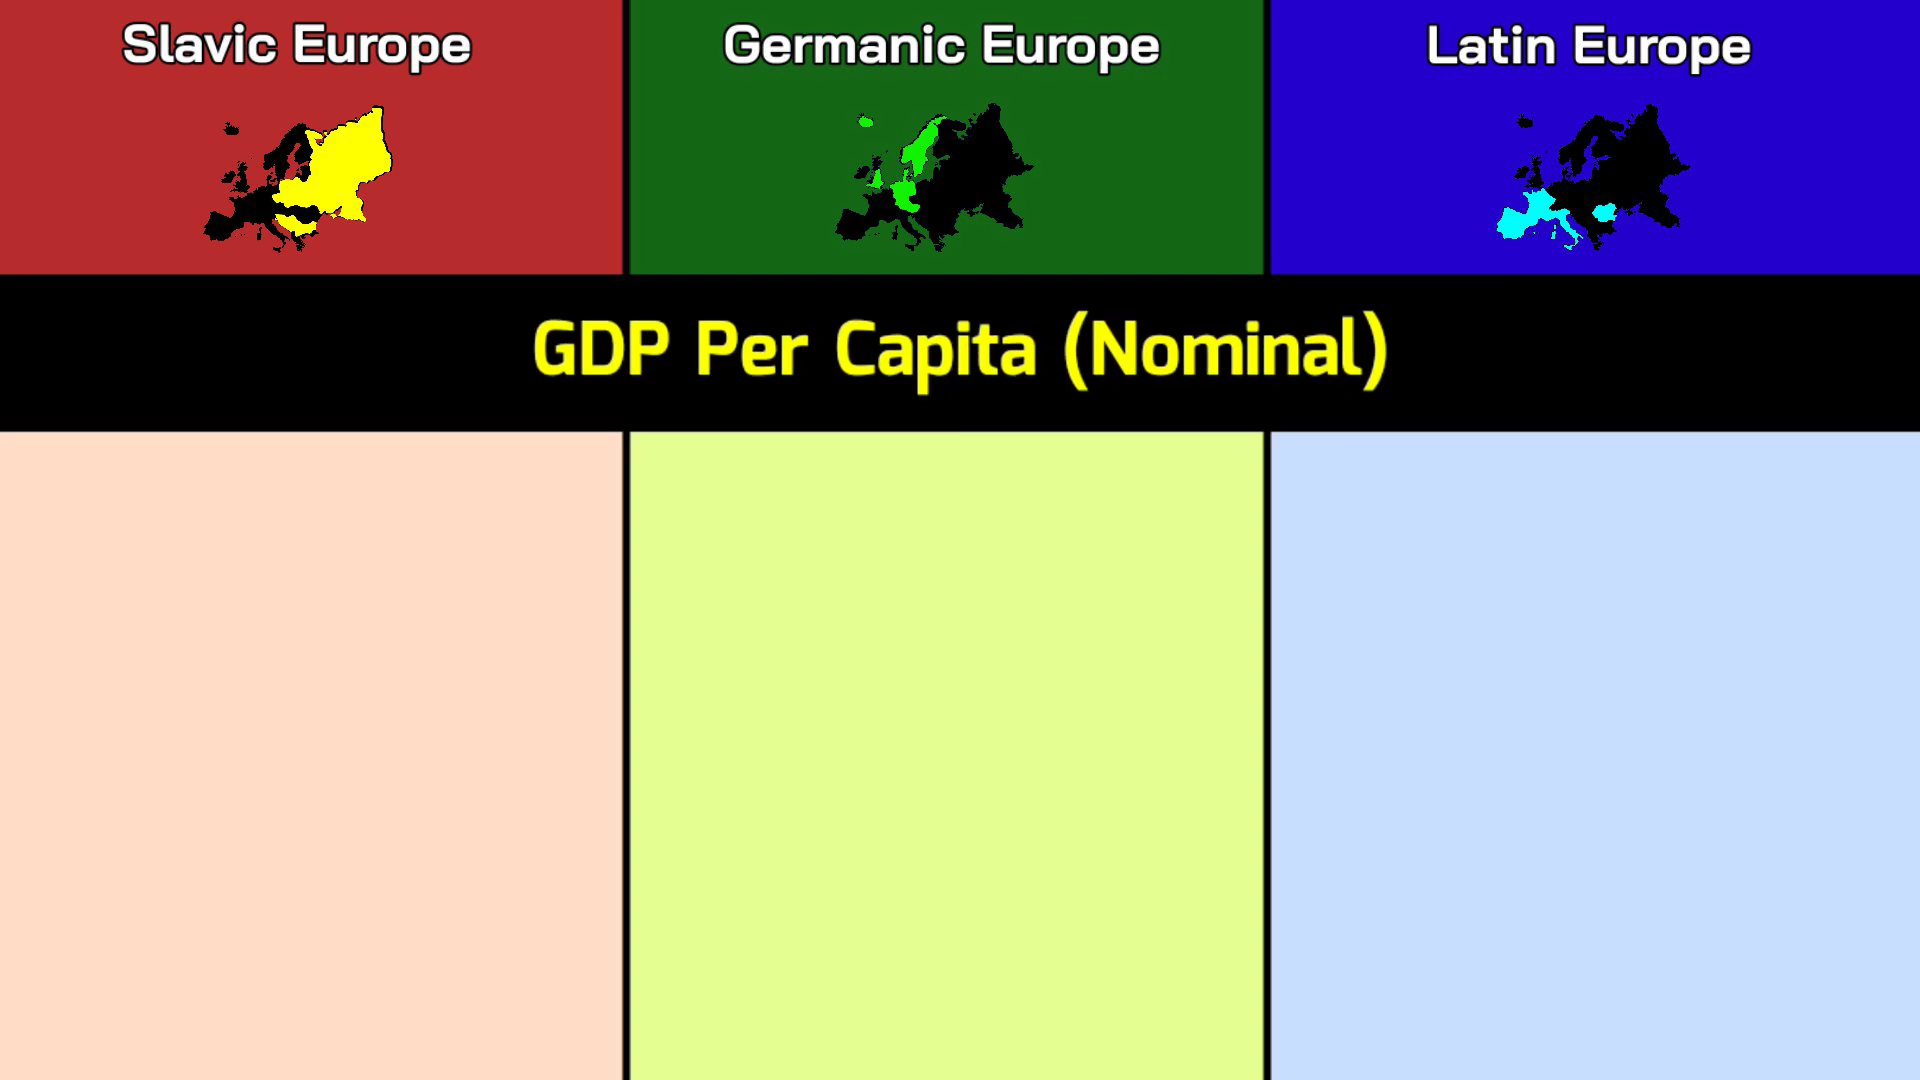 Slavic Europe
Germanic Europe
Latin Europe
GDP Per Capita (Nominal)